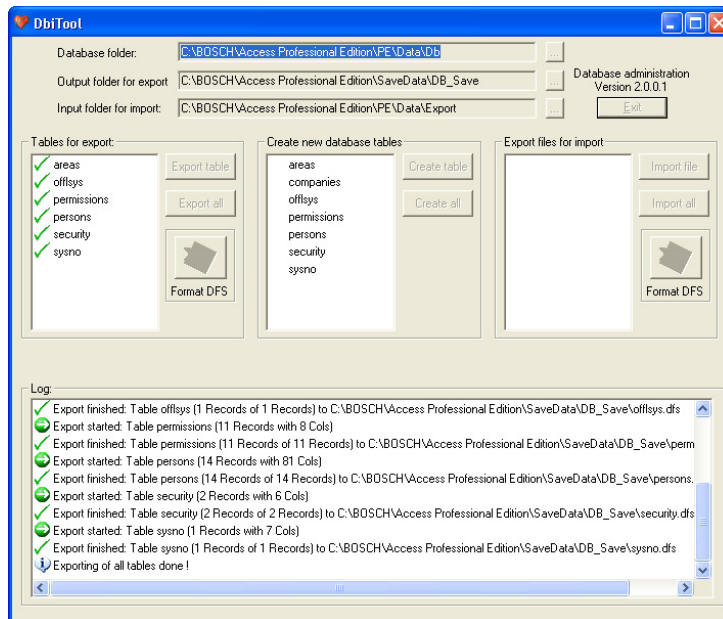 DbiTool
Database folder: C:\BOSCH\Access Professional Edition\PE\Data\Db ...
Output folder for export C:\BOSCH\Access Professional Edition\SaveData\DB_Save ...
Input folder for import: C:\BOSCH\Access Professional Edition\PE\Data\Export ...
Database administration
Version 2.0.0.1
Exit
Tables for export:
areas
offlsys
permissions
persons
security
sysno
Export table
Export all
Format DFS
Create new database tables
areas
companies
offlsys
permissions
persons
security
sysno
Create table
Create all
Export files for import
Import file
Import all
Format DFS
Log:
Export finished: Table offlsys (1 Records of 1 Records) to C:\BOSCH\Access Professional Edition\SaveData\DB_Save\offlsys.dfs
Export started: Table permissions (11 Records with 8 Cols)
Export finished: Table permissions (11 Records of 11 Records) to C:\BOSCH\Access Professional Edition\SaveData\DB_Save\perm
Export started: Table persons (14 Records with 81 Cols)
Export finished: Table persons (14 Records of 14 Records) to C:\BOSCH\Access Professional Edition\SaveData\DB_Save\persons.
Export started: Table security (2 Records with 6 Cols)
Export finished: Table security (2 Records of 2 Records) to C:\BOSCH\Access Professional Edition\SaveData\DB_Save\security.dfs
Export started: Table sysno (1 Records with 7 Cols)
Export finished: Table sysno (1 Records of 1 Records) to C:\BOSCH\Access Professional Edition\SaveData\DB_Save\sysno.dfs
Exporting of all tables done !